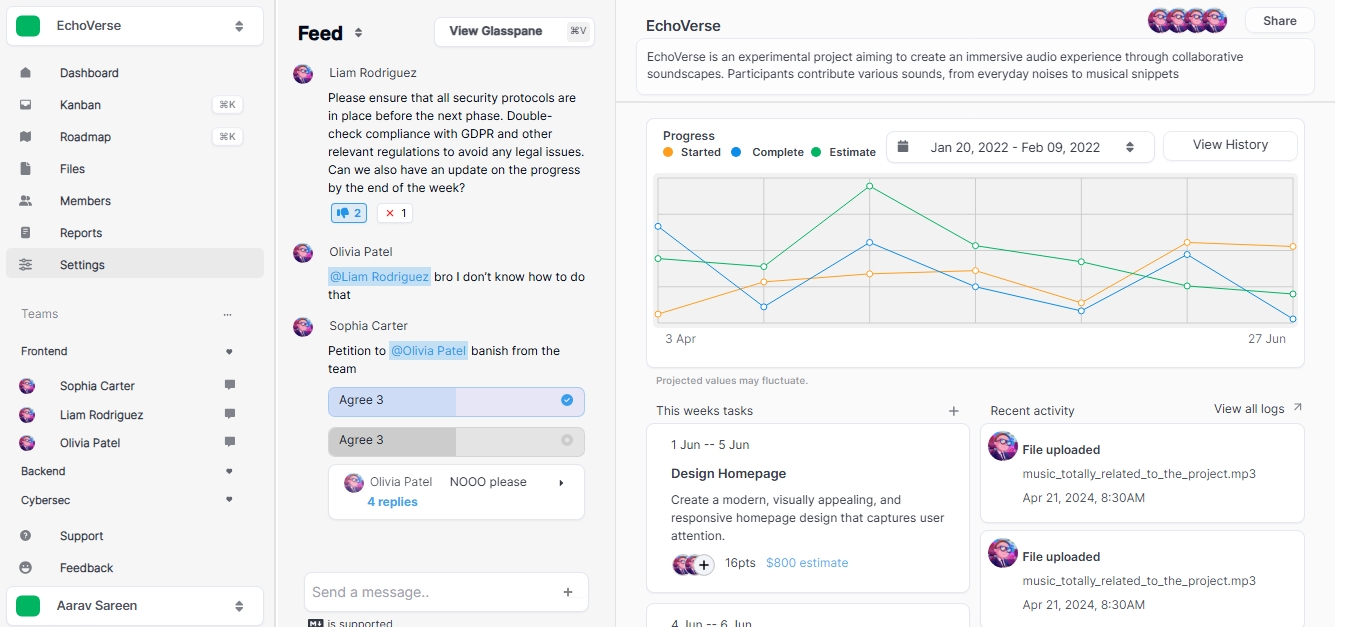 EchoVerse
Dashboard
Kanban
⌘K
Roadmap
⌘K
Files
Members
Reports
Settings
Teams
...
Frontend
Sophia Carter
Liam Rodriguez
Olivia Patel
Backend
Cybersec
Support
Feedback
Aarav Sareen
Feed
View Glasspane
⌘V
Liam Rodriguez
Please ensure that all security protocols are
in place before the next phase. Double-
check compliance with GDPR and other
relevant regulations to avoid any legal issues.
Can we also have an update on the progress
by the end of the week?
2
1
Olivia Patel
@Liam Rodriguez bro I don't know how to do
that
Sophia Carter
Petition to @Olivia Patel banish from the
team
Agree 3
Agree 3
Olivia Patel NOOO please
4 replies
Send a message..
+
M↓ is supported
EchoVerse
Share
EchoVerse is an experimental project aiming to create an immersive audio experience through collaborative
soundscapes. Participants contribute various sounds, from everyday noises to musical snippets
Progress
Started Complete Estimate
Jan 20, 2022 - Feb 09, 2022
View History
3 Apr
27 Jun
Projected values may fluctuate.
This weeks tasks
+
1 Jun -- 5 Jun
Design Homepage
Create a modern, visually appealing, and
responsive homepage design that captures user
attention.
+
16pts $800 estimate
4 Jun -- 6 Jun
Recent activity
View all logs
File uploaded
music_totally_related_to_the_project.mp3
Apr 21, 2024, 8:30AM
File uploaded
music_totally_related_to_the_project.mp3
Apr 21, 2024, 8:30AM